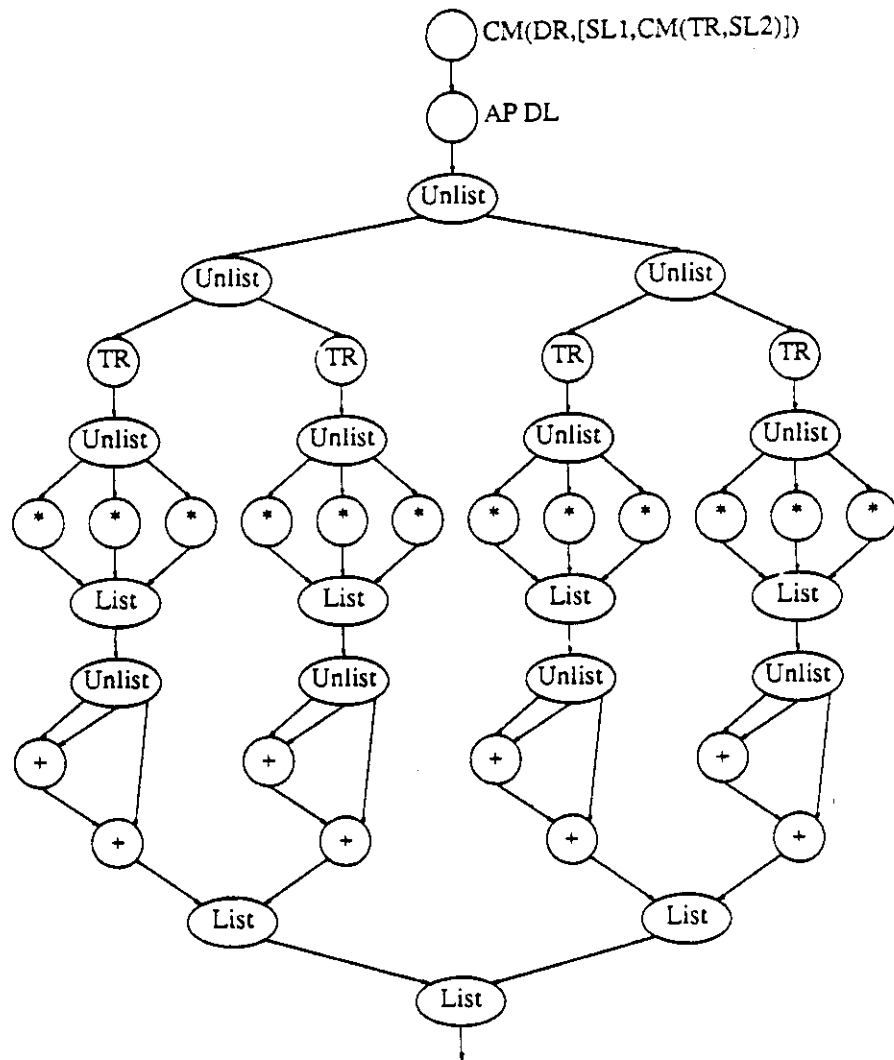 CM(DR,[SL1,CM(TR,SL2)])
AP DL
Unlist
Unlist Unlist
TR TR TR TR
Unlist Unlist Unlist Unlist
* * * * * * * * * * * *
List List List List
Unlist Unlist Unlist Unlist
+ + + +
+ + + +
List List
List